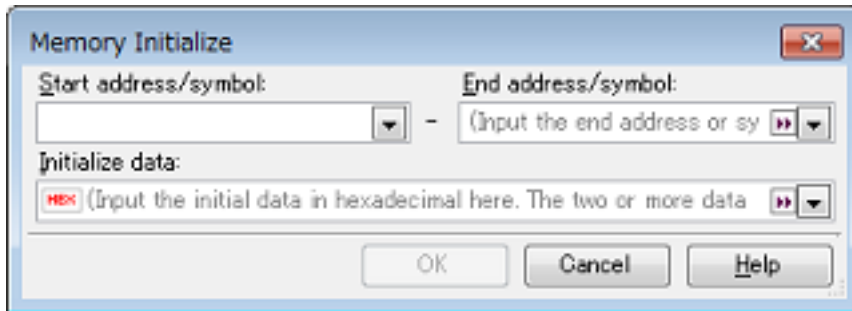 Memory Initialize
Start address/symbol: End address/symbol:
- (Input the end address or sy
Initialize data:
HEX (Input the initial data in hexadecimal here. The two or more data
OK Cancel Help